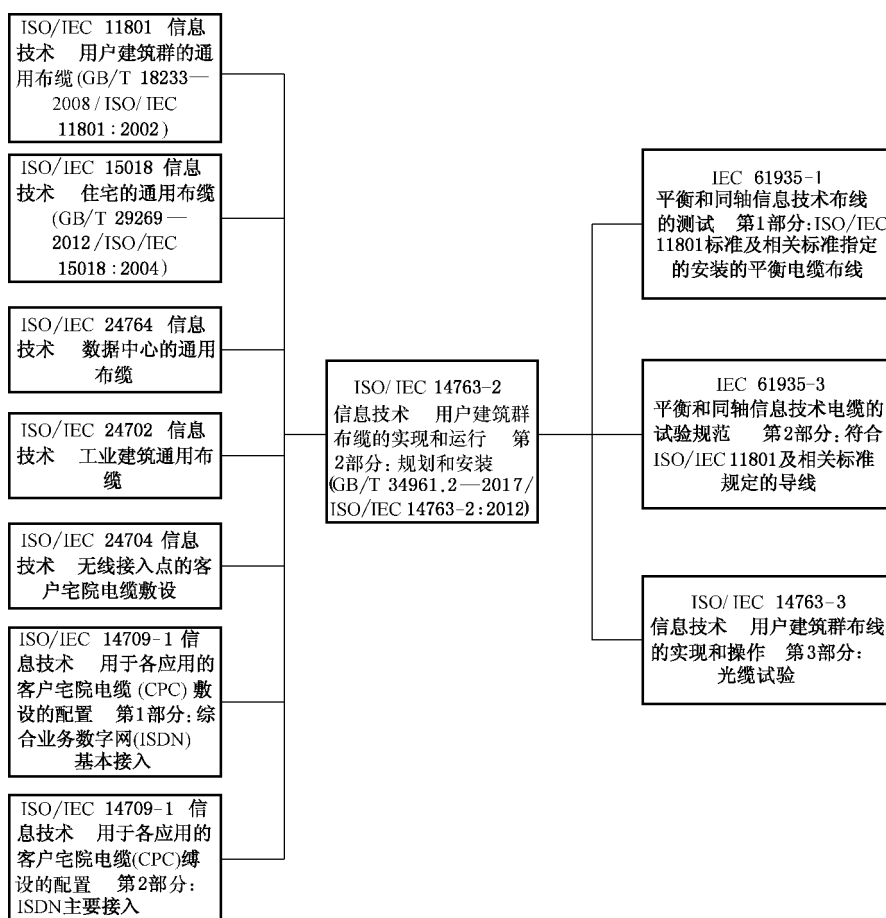 ISO/IEC 11801 信息
技术 用户建筑群的通
用布缆(GB/T 18233—
2008/ISO/IEC
11801:2002)
ISO/IEC 15018 信息
技术 住宅的通用布缆
(GB/T 29269—
2012/ISO/IEC
15018:2004)
ISO/IEC 24764 信息
技术 数据中心的通用
布缆
ISO/IEC 24702 信息
技术 工业建筑通用布
缆
ISO/IEC 24704 信息
技术 无线接入点的客
户宅院电缆敷设
ISO/IEC 14709-1 信
息技术 用于各应用的
客户宅院电缆(CPC)敷
设的配置 第1部分:综
合业务数字网(ISDN)
基本接入
ISO/IEC 14709-1 信
息技术 用于各应用的
客户宅院电缆(CPC)缚
设的配置 第2部分:
ISDN主要接入
ISO/IEC 14763-2
信息技术 用户建筑群
布缆的实现和运行 第
2部分:规划和安装
(GB/T 34961.2—2017/
ISO/IEC 14763-2:2012)
IEC 61935-1
平衡和同轴信息技术布线
的测试 第1部分:ISO/IEC
11801标准及相关标准指定
的安装的平衡电缆布线
IEC 61935-3
平衡和同轴信息技术电缆的
试验规范 第2部分:符合
ISO/IEC 11801及相关标准
规定的导线
ISO/IEC 14763-3
信息技术 用户建筑群布线
的实现和操作 第3部分:
光缆试验